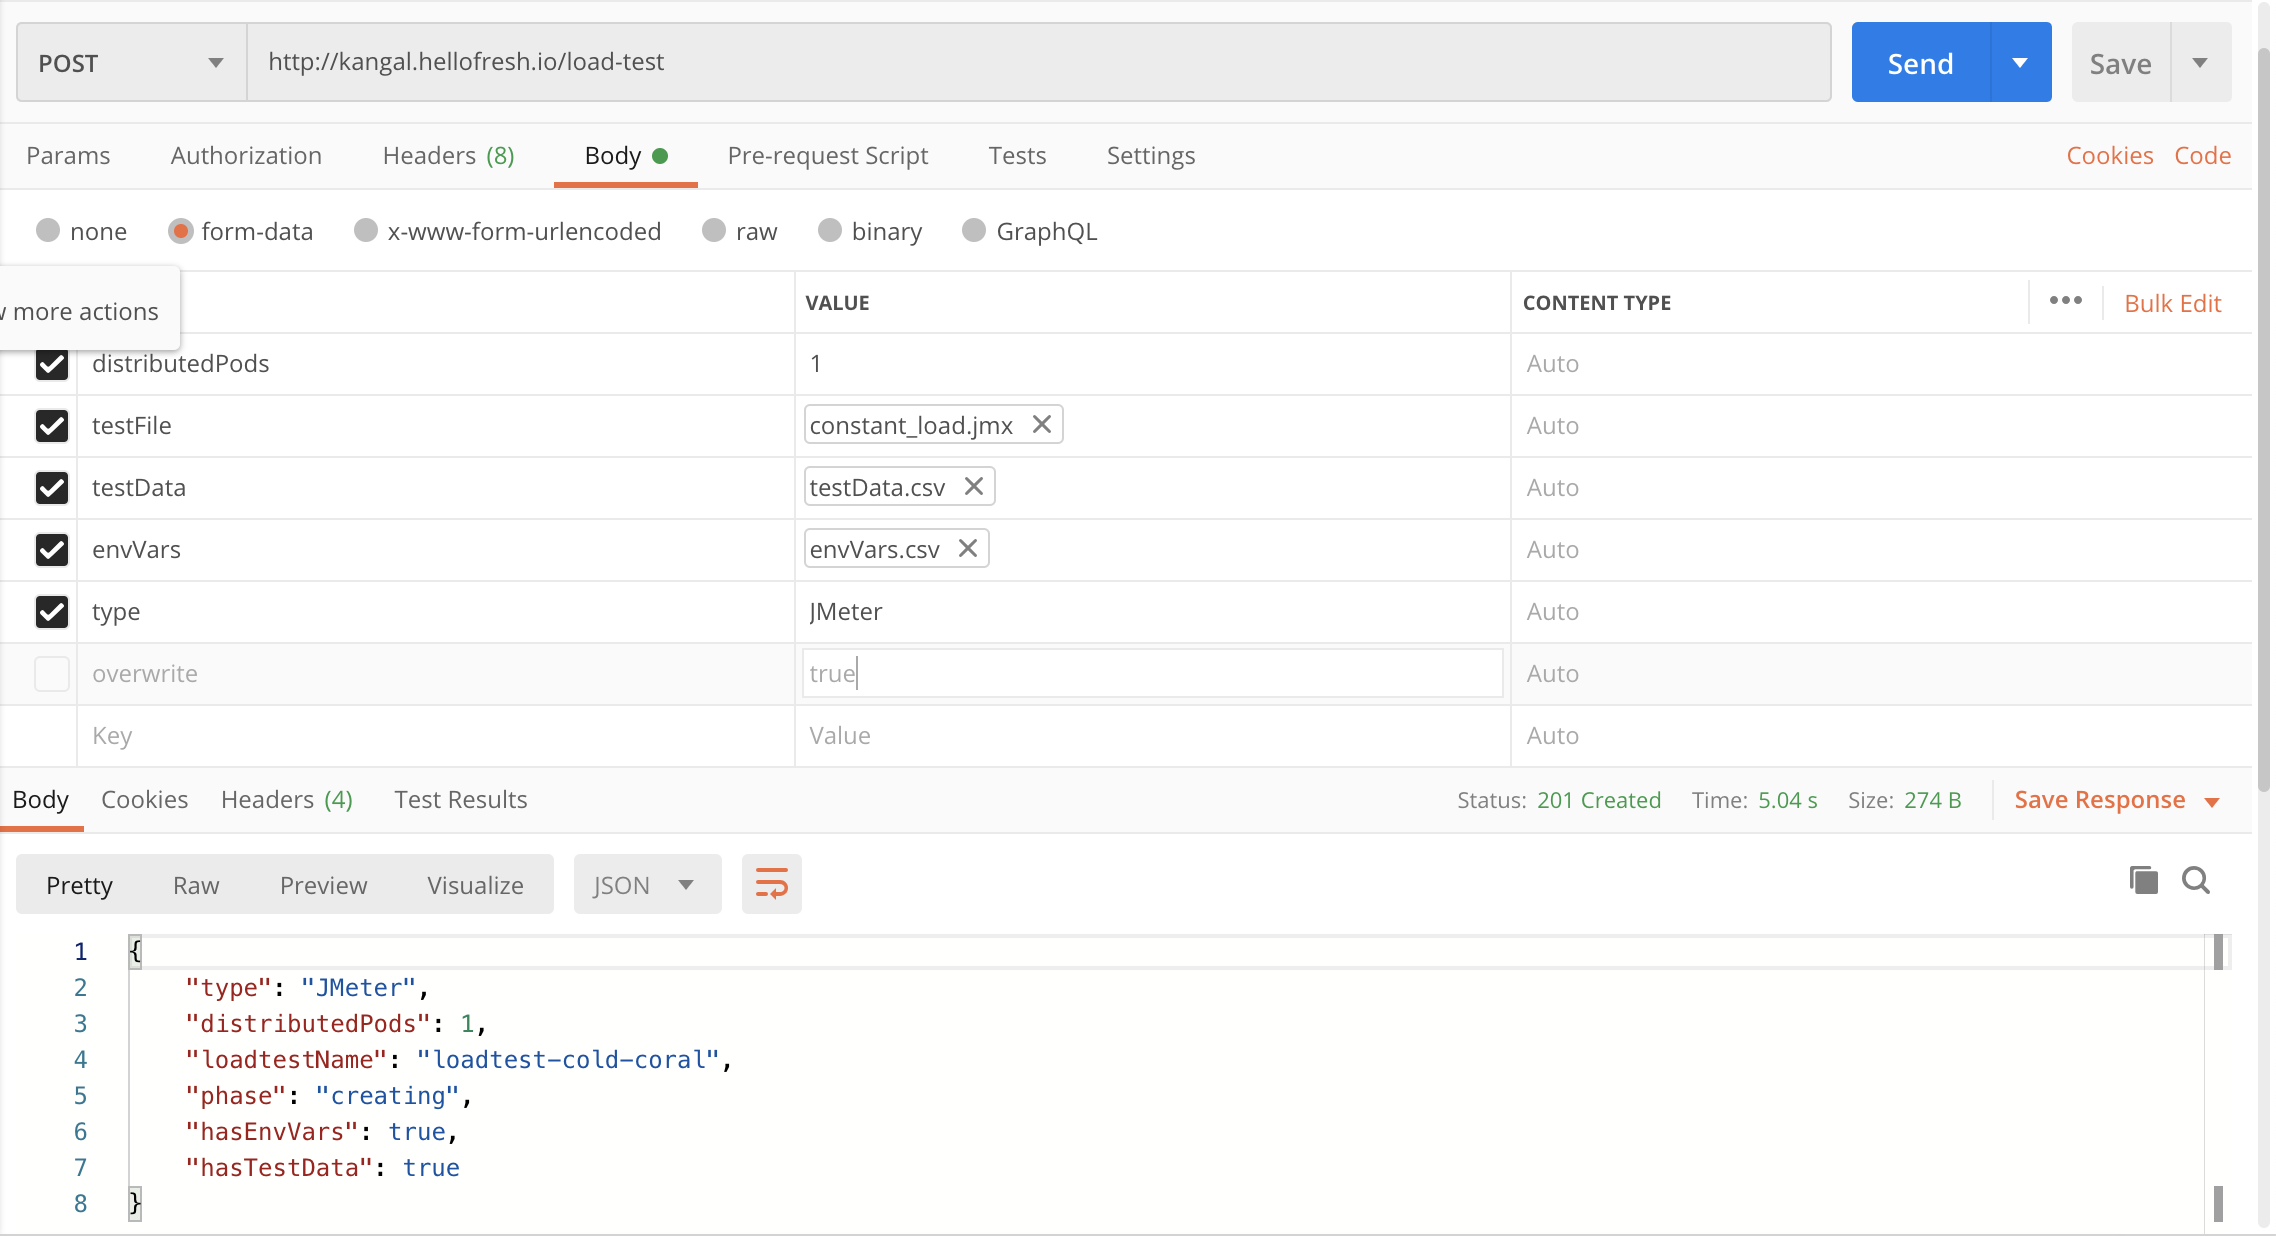 POST http://kangal.hellofresh.io/load-test Send Save
Params Authorization Headers (8) Body Pre-request Script Tests Settings Cookies Code
none form-data x-www-form-urlencoded raw binary GraphQL
more actions VALUE CONTENT TYPE ••• Bulk Edit
distributedPods 1 Auto
testFile constant_load.jmx Auto
testData testData.csv Auto
envVars envVars.csv Auto
type JMeter Auto
overwrite true Auto
Key Value Auto
Body Cookies Headers (4) Test Results Status: 201 Created Time: 5.04 s Size: 274 B Save Response
Pretty Raw Preview Visualize JSON
1 {
2 "type": "JMeter",
3 "distributedPods": 1,
4 "loadtestName": "loadtest-cold-coral",
5 "phase": "creating",
6 "hasEnvVars": true,
7 "hasTestData": true
8 }